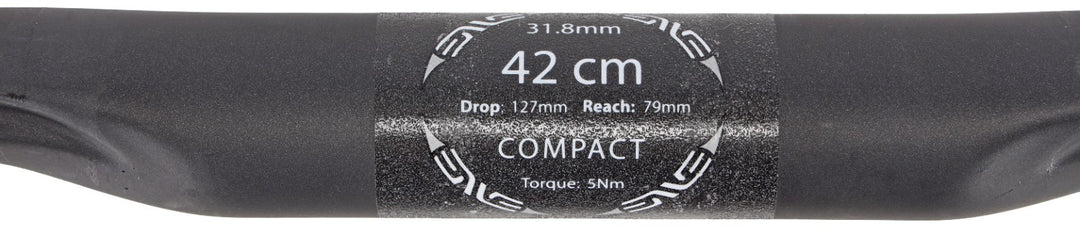 31.8mm
42 cm
Drop: 127mm Reach: 79mm
COMPACT
Torque: 5Nm